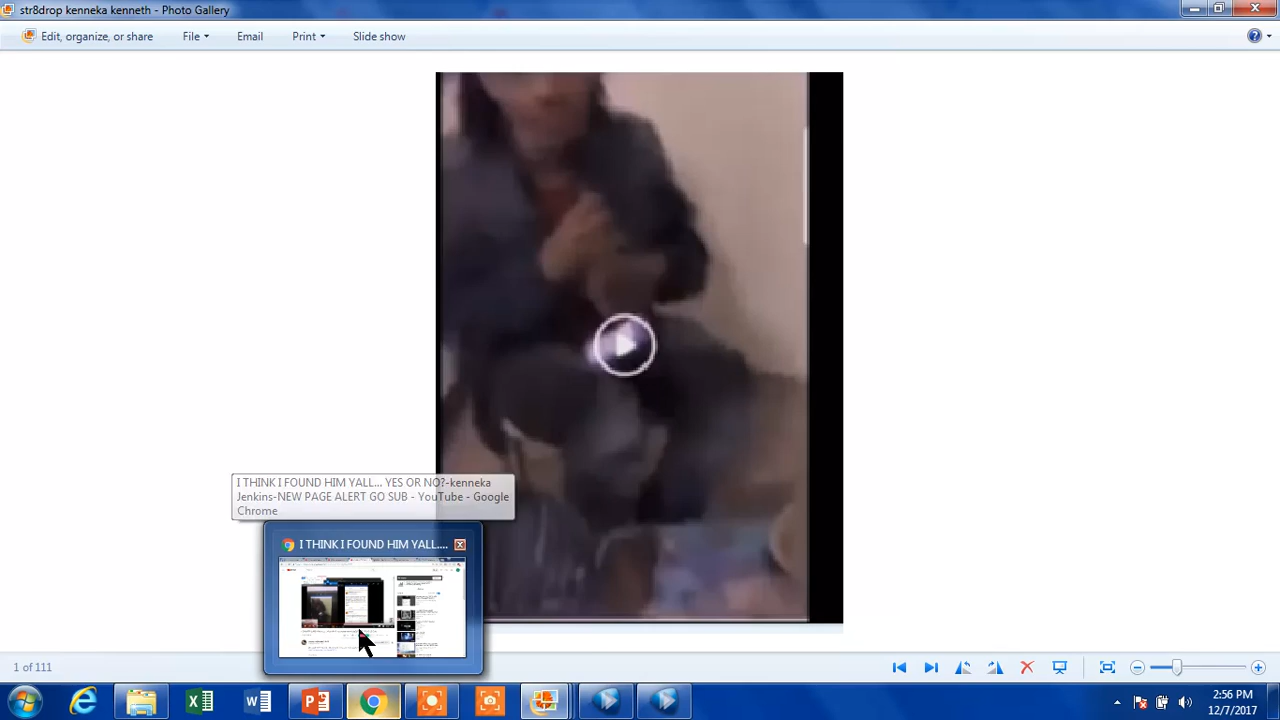 str8drop kenneka kenneth - Photo Gallery
Edit, organize, or share File Email Print Slide show
I THINK I FOUND HIM YALL... YES OR NO?-kenneka
Jenkins-NEW PAGE ALERT GO SUB - YouTube - Google
Chrome
I THINK I FOUND HIM YALL....
1 of 111
2:56 PM
12/7/2017